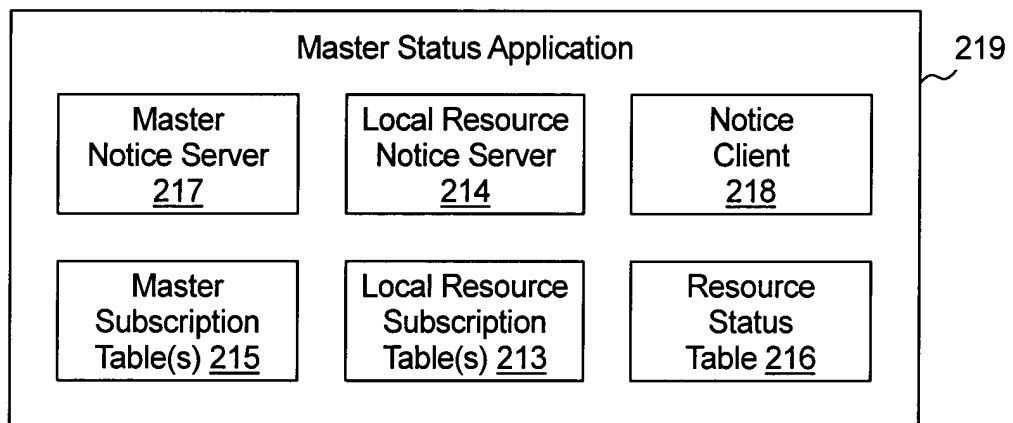 Master Status Application
219
Master
Notice Server
217
Local Resource
Notice Server
214
Notice
Client
218
Master
Subscription
Table(s) 215
Local Resource
Subscription
Table(s) 213
Resource
Status
Table 216